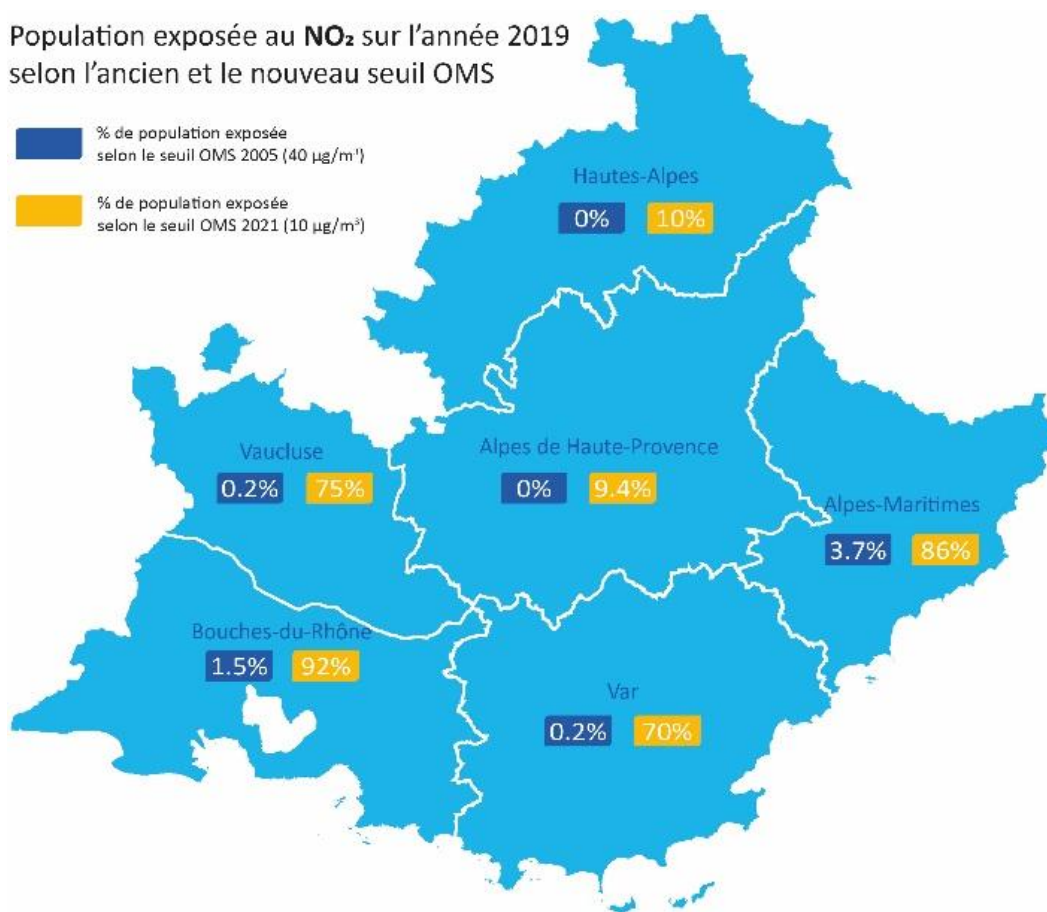 Population exposée au NO₂ sur l'année 2019
selon l'ancien et le nouveau seuil OMS
% de population exposée
selon le seuil OMS 2005 (40 µg/m³)
% de population exposée
selon le seuil OMS 2021 (10 µg/m³)
Hautes-Alpes
0% 10%
Vaucluse
0.2% 75%
Alpes de Haute-Provence
0% 9.4%
Alpes-Maritimes
3.7% 86%
Bouches-du-Rhône
1.5% 92%
Var
0.2% 70%